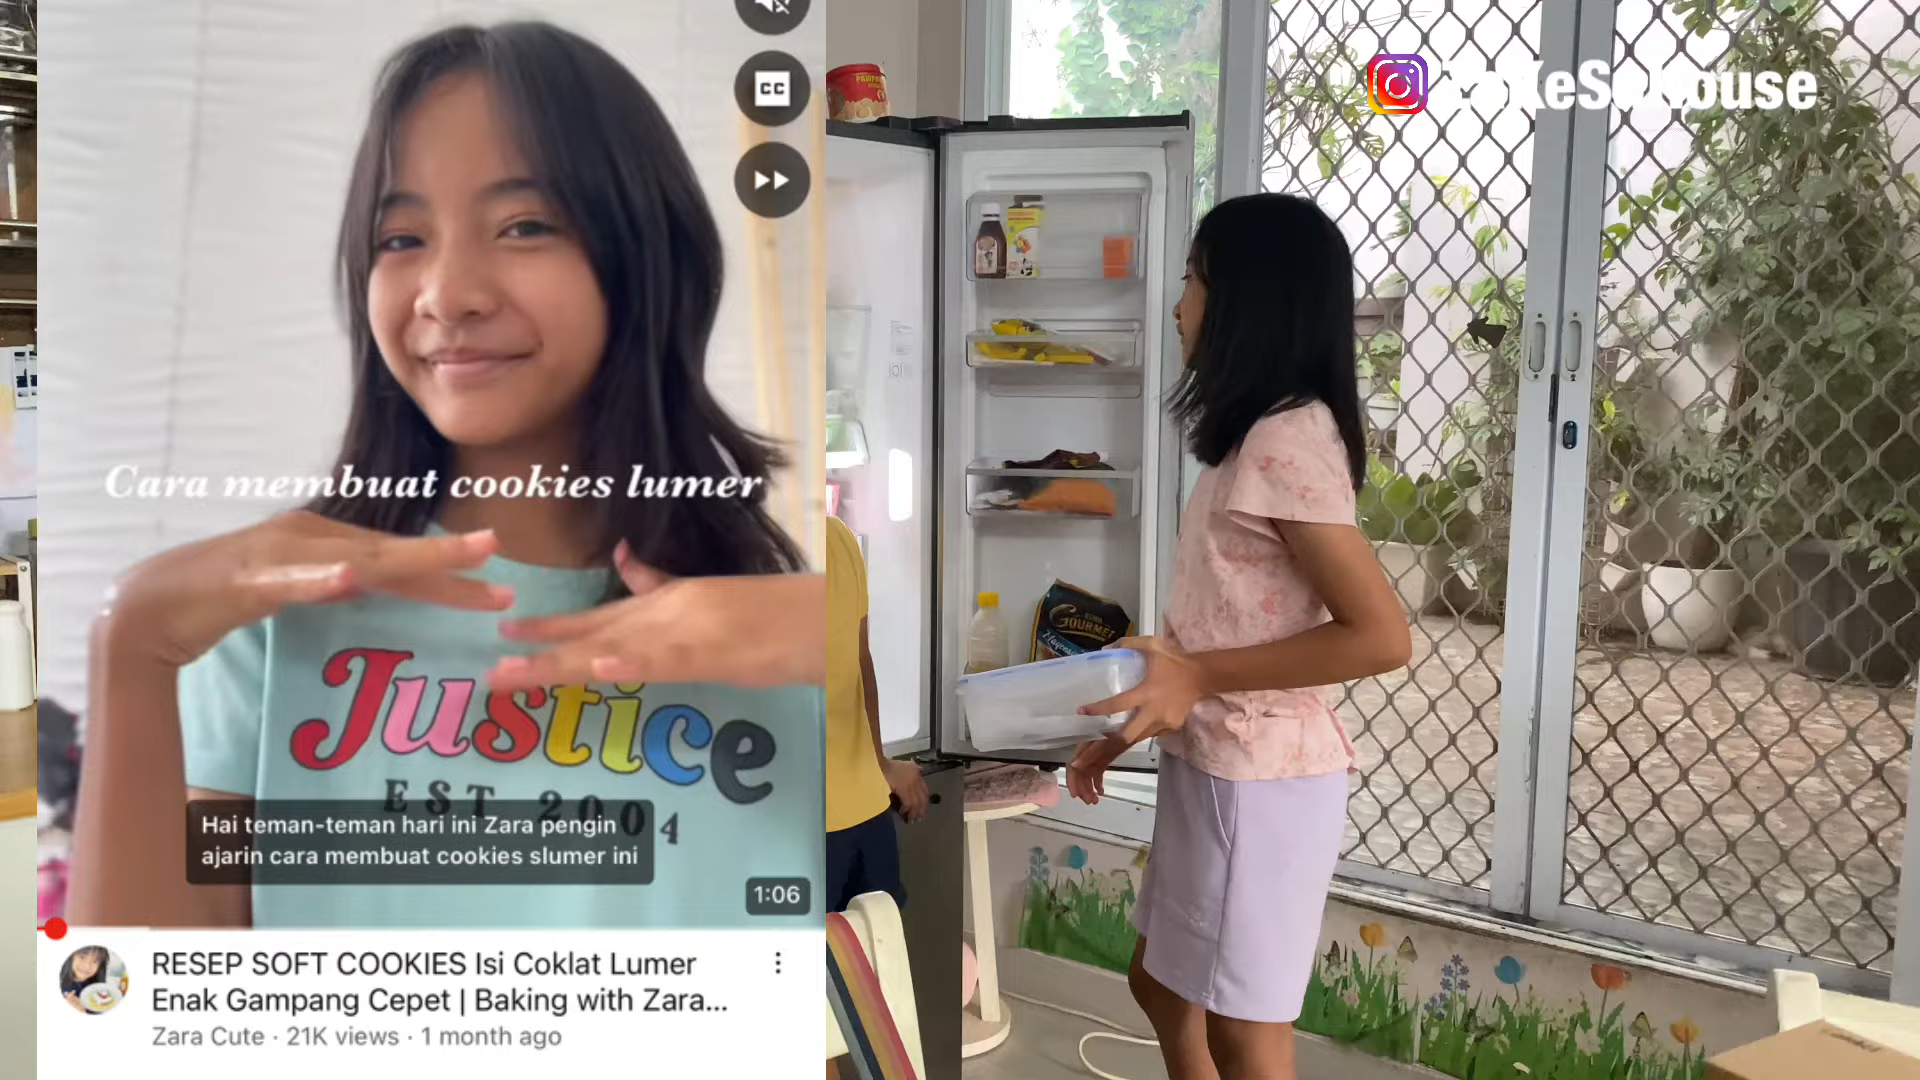 CC
Cara membuat cookies lumer
Justice
EST 2004
Hai teman-teman hari ini Zara pengin
ajarin cara membuat cookies slumer ini
1:06
RESEP SOFT COOKIES Isi Coklat Lumer
Enak Gampang Cepet | Baking with Zara...
Zara Cute · 21K views · 1 month ago
GOURMET